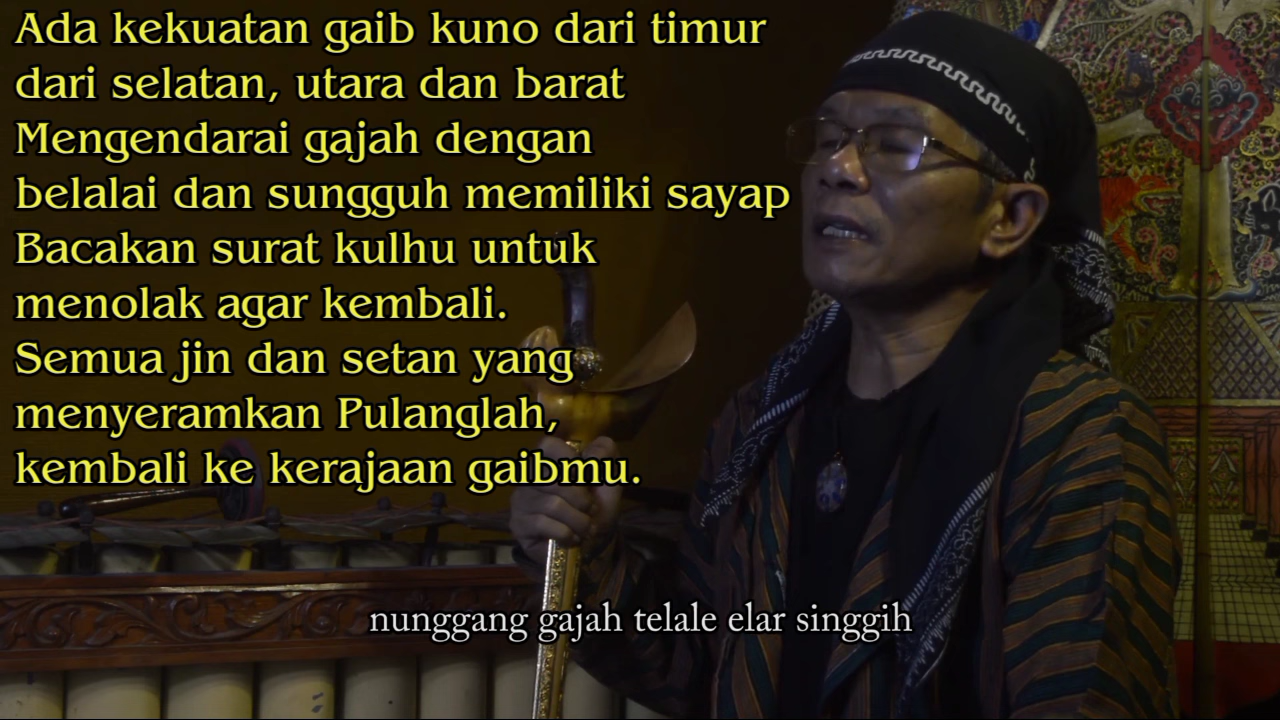 Ada kekuatan gaib kuno dari timur
dari selatan, utara dan barat
Mengendarai gajah dengan
belalai dan sungguh memiliki sayap
Bacakan surat kulhu untuk
menolak agar kembali.
Semua jin dan setan yang
menyeramkan Pulanglah,
kembali ke kerajaan gaibmu.
nunggang gajah telale elar singgih